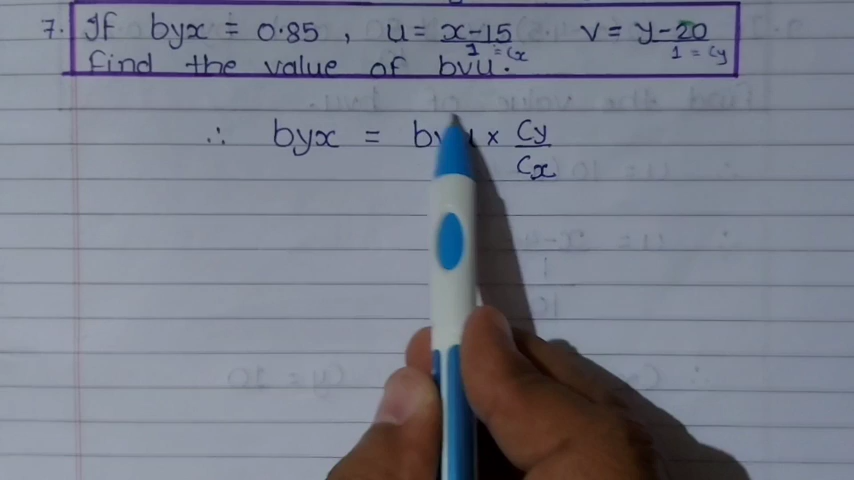 7. If byx = 0.85, u = x-15 / 1 = Cx v = y-20 / 1 = Cy
find the value of bvu.
∴ byx = × Cy / Cx